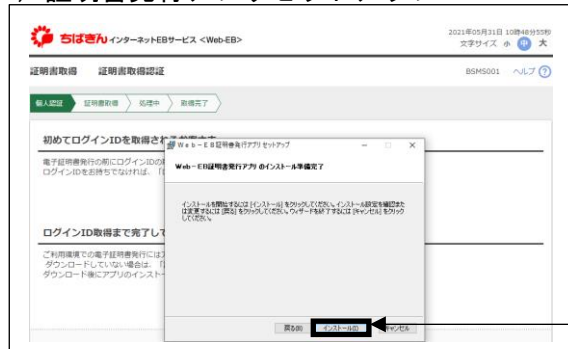 ちばぎん インターネットEBサービス <Web-EB>
2021年05月31日 10時48分55秒
文字サイズ 小 中 大
証明書取得 証明書取得認証
BSMS001 ヘルプ ?
個人認証 証明書取得 処理中 取得完了
初めてログインIDを取得され
電子証明書発行の前にログインIDの
ログインIDをお持ちでなければ、「
Web-EB証明書発行アプリ セットアップ
Web-EB証明書発行アプリ のインストール準備完了
インストールを開始するには [インストール] をクリックしてください。インストール設定を確認また
は変更するには [戻る] をクリックしてください。ウィザードを終了するには [キャンセル] をクリック
してください。
ログインID取得まで完了して
ご利用環境での電子証明書発行には
ダウンロードしていない場合は、「
ダウンロード後にアプリのインストー
戻る(B) インストール(I) キャンセル